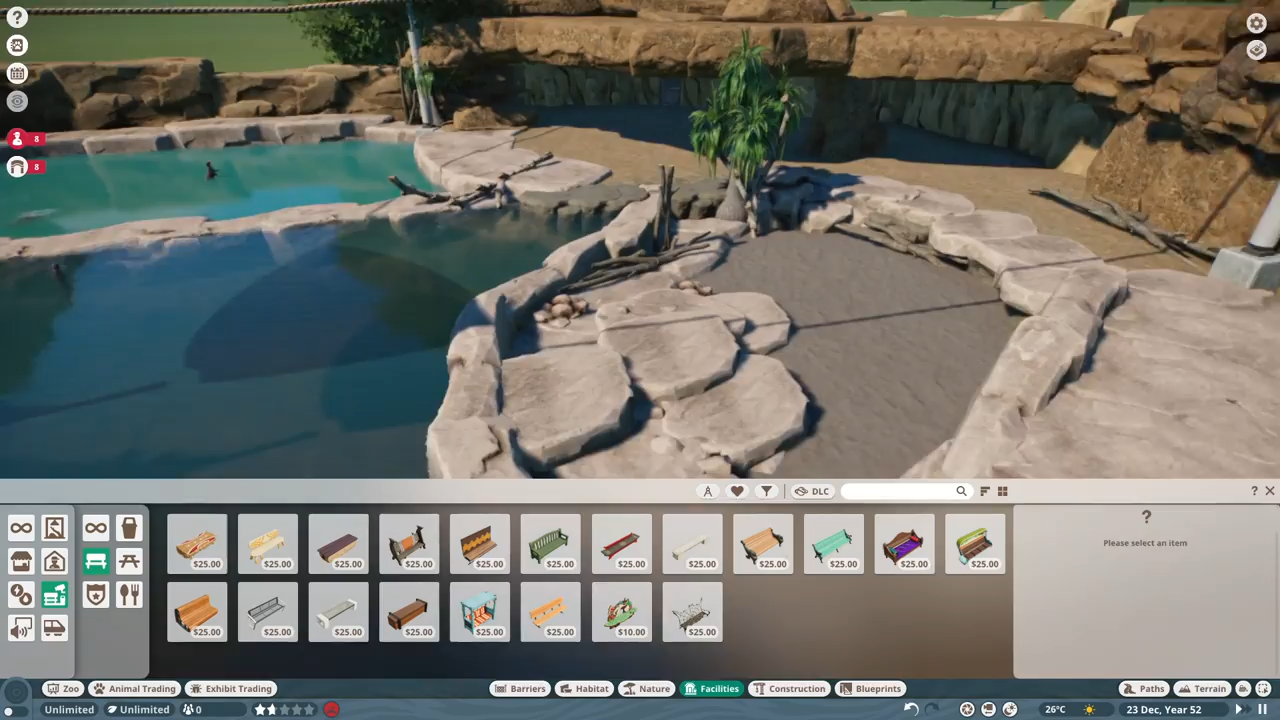 ?
8
8
DLC
? ×
$25.00 $25.00 $25.00 $25.00 $25.00 $25.00 $25.00 $25.00 $25.00 $25.00 $25.00 $25.00
?
Please select an item
$25.00 $25.00 $25.00 $25.00 $25.00 $25.00 $10.00 $25.00
Zoo Animal Trading Exhibit Trading Barriers Habitat Nature Facilities Construction Blueprints Paths Terrain
Unlimited Unlimited 0 26°C 23 Dec, Year 52